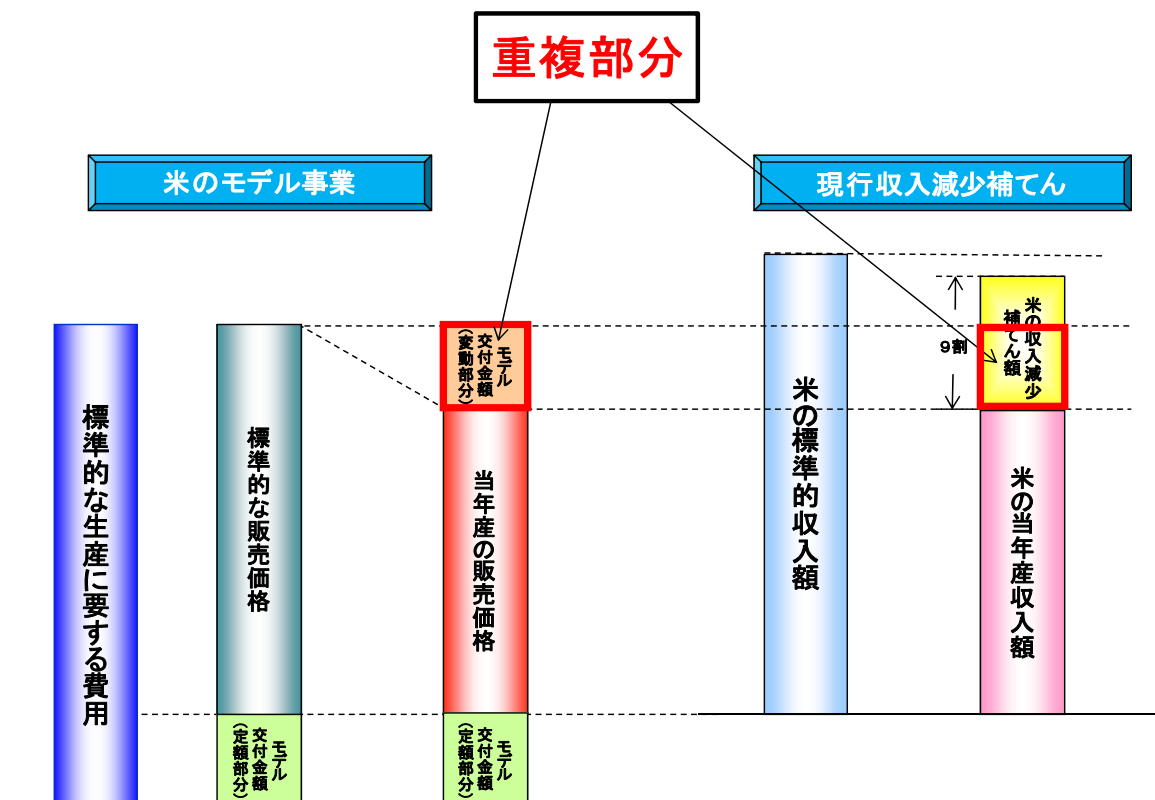 重複部分
米のモデル事業
現行収入減少補てん
標準的な生産に要する費用
標準的な販売価格
モデル
交付金額
(定額部分)
モデル
交付金額
(変動部分)
当年産の販売価格
モデル
交付金額
(定額部分)
米の標準的収入額
9割
米の収入減少
補てん額
米の当年産収入額